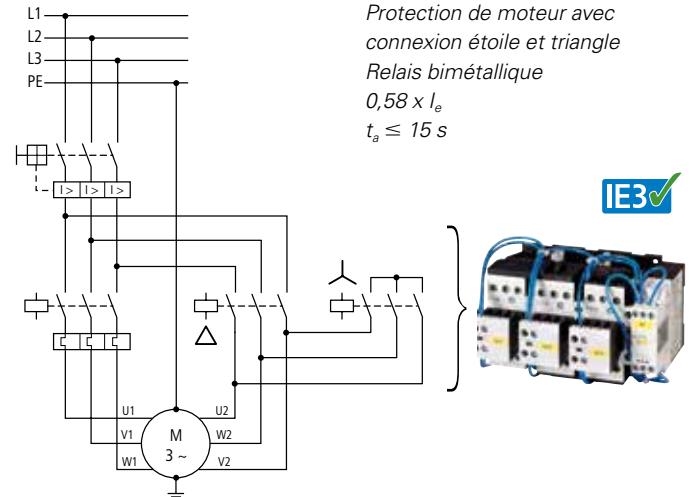 L1
L2
L3
PE
Protection de moteur avec
connexion étoile et triangle
Relais bimétallique
0,58 x Ie
ta ≤ 15 s
IE3
I > I > I >
U1
V1
W1
M
3 ~
U2
W2
V2